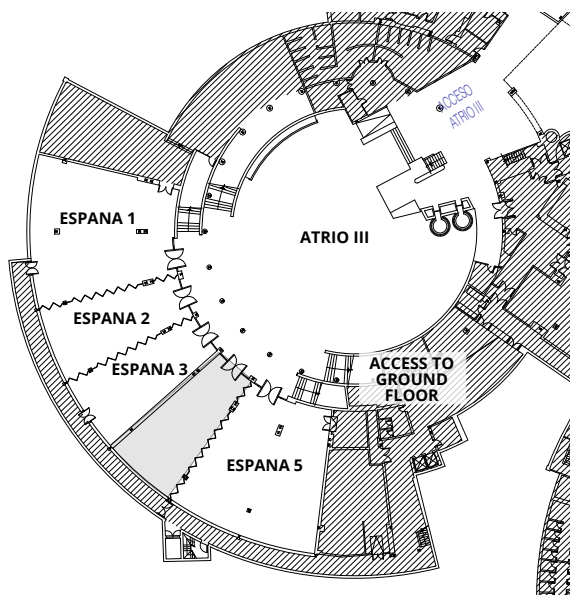 ACCESO
ATRIO III
ESPANA 1
ATRIO III
ESPANA 2
ESPANA 3
ACCESS TO
GROUND
FLOOR
ESPANA 5